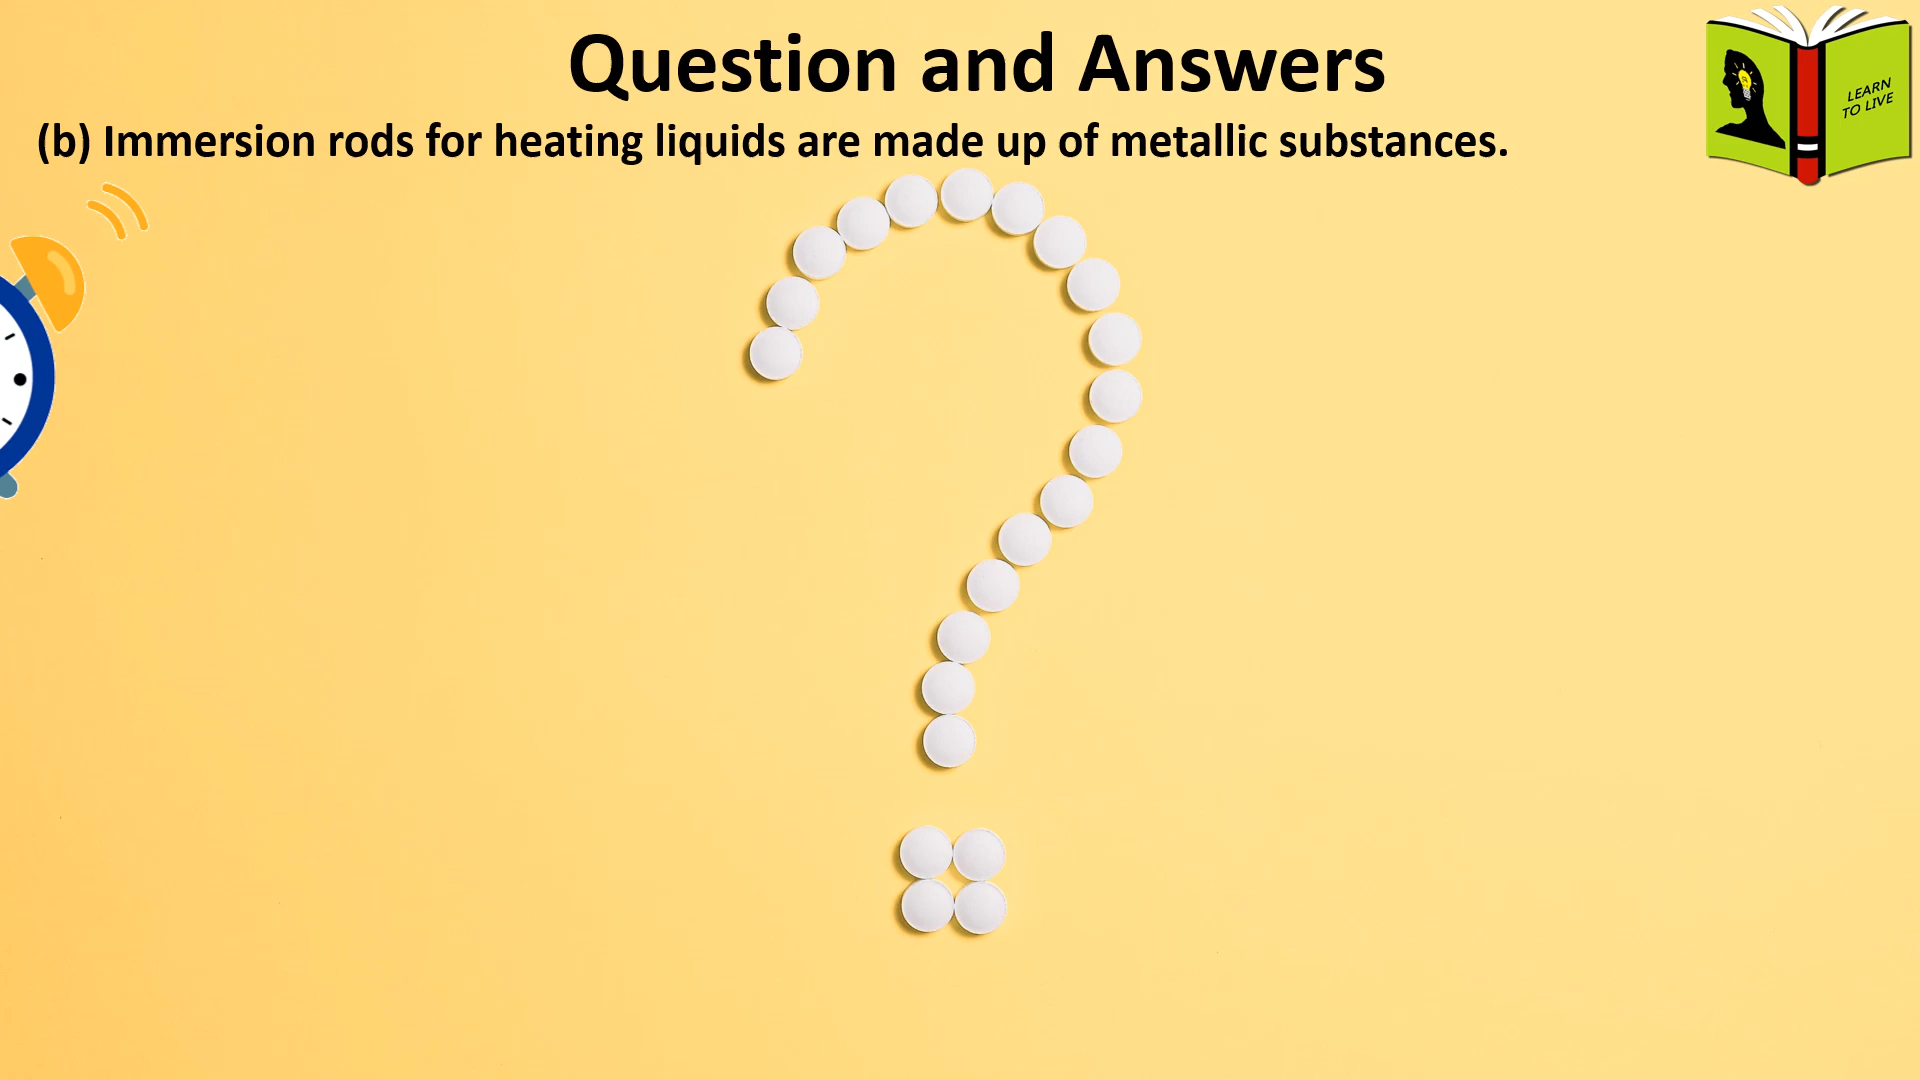 Question and Answers
(b) Immersion rods for heating liquids are made up of metallic substances.
LEARN
TO LIVE